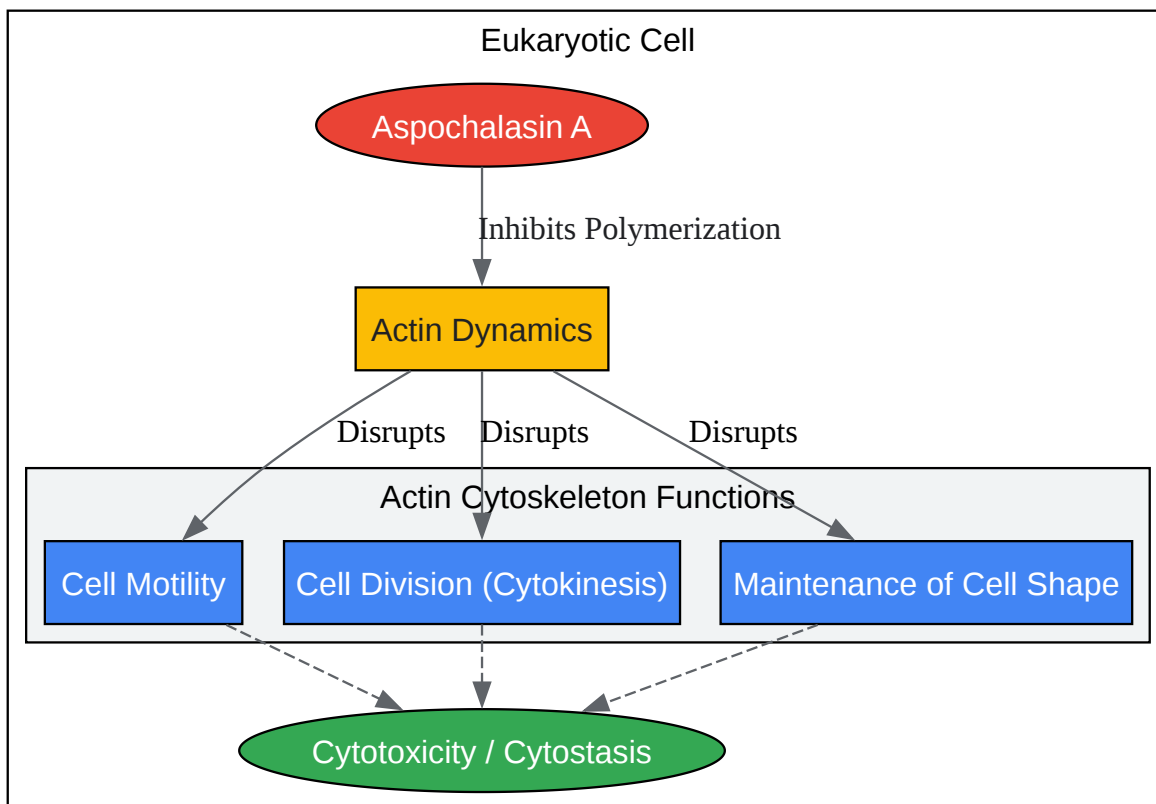 Eukaryotic Cell
Aspochalasin A
Inhibits Polymerization
Actin Dynamics
Disrupts
Disrupts
Disrupts
Actin Cytoskeleton Functions
Cell Motility
Cell Division (Cytokinesis)
Maintenance of Cell Shape
Cytotoxicity / Cytostasis